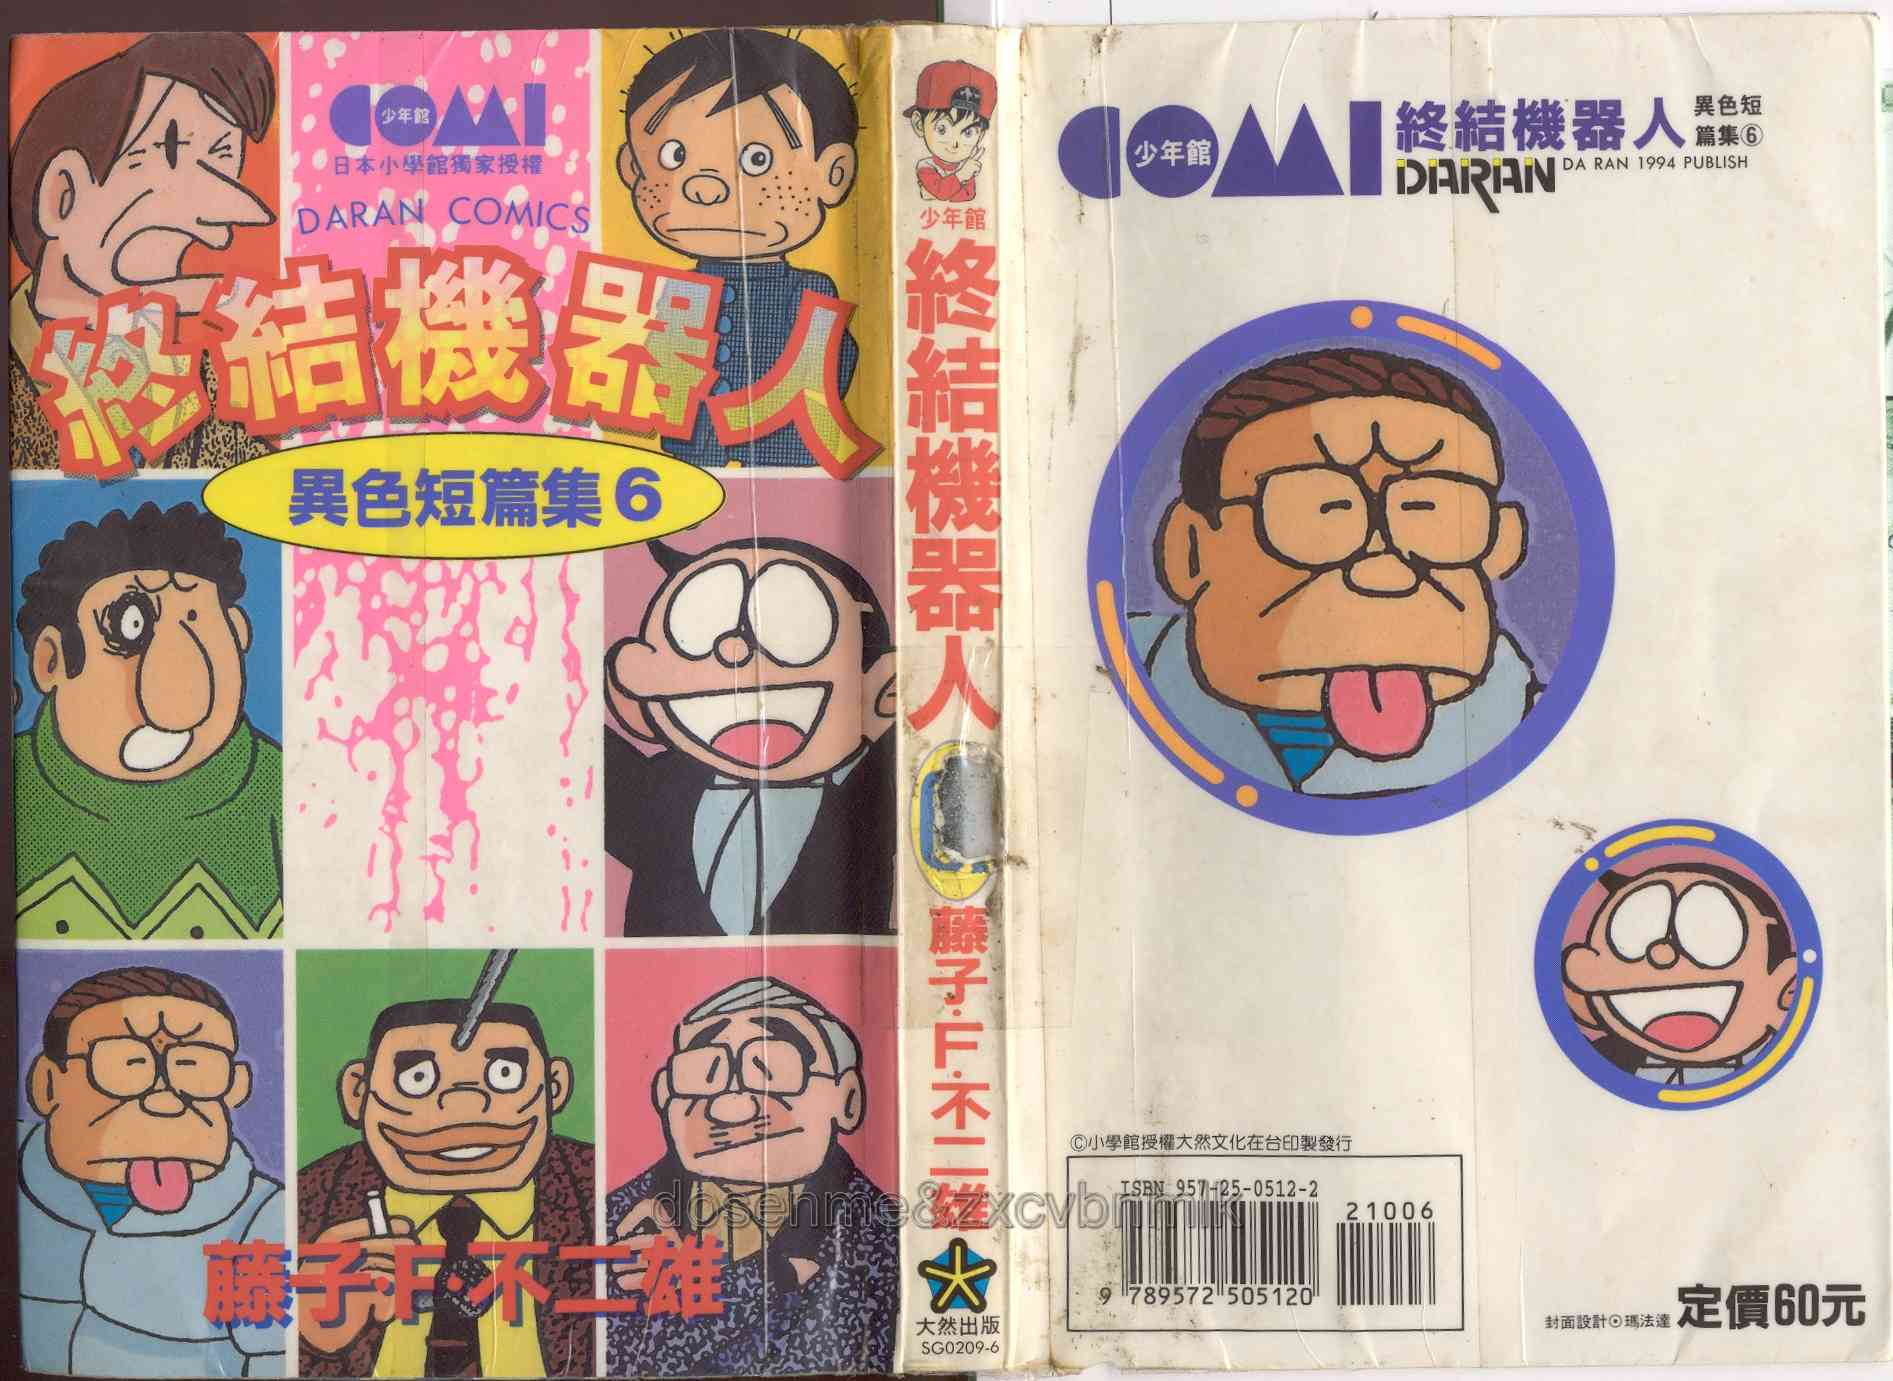 少年館
COMI
日本小學館獨家授權
DARAN COMICS
終結機器人
異色短篇集6
藤子·F·不二雄
少年館
終結機器人
藤子·F·不二雄
大然出版
SG0209-6
COMI
少年館
終結機器人
異色短
篇集⑥
DARAN
DA RAN 1994 PUBLISH
©小學館授權大然文化在台印製發行
ISBN 957-25-0512-2
21006
9 789572 505120
封面設計⊙瑪法達
定價60元
dosenme&zxcvbnmlk